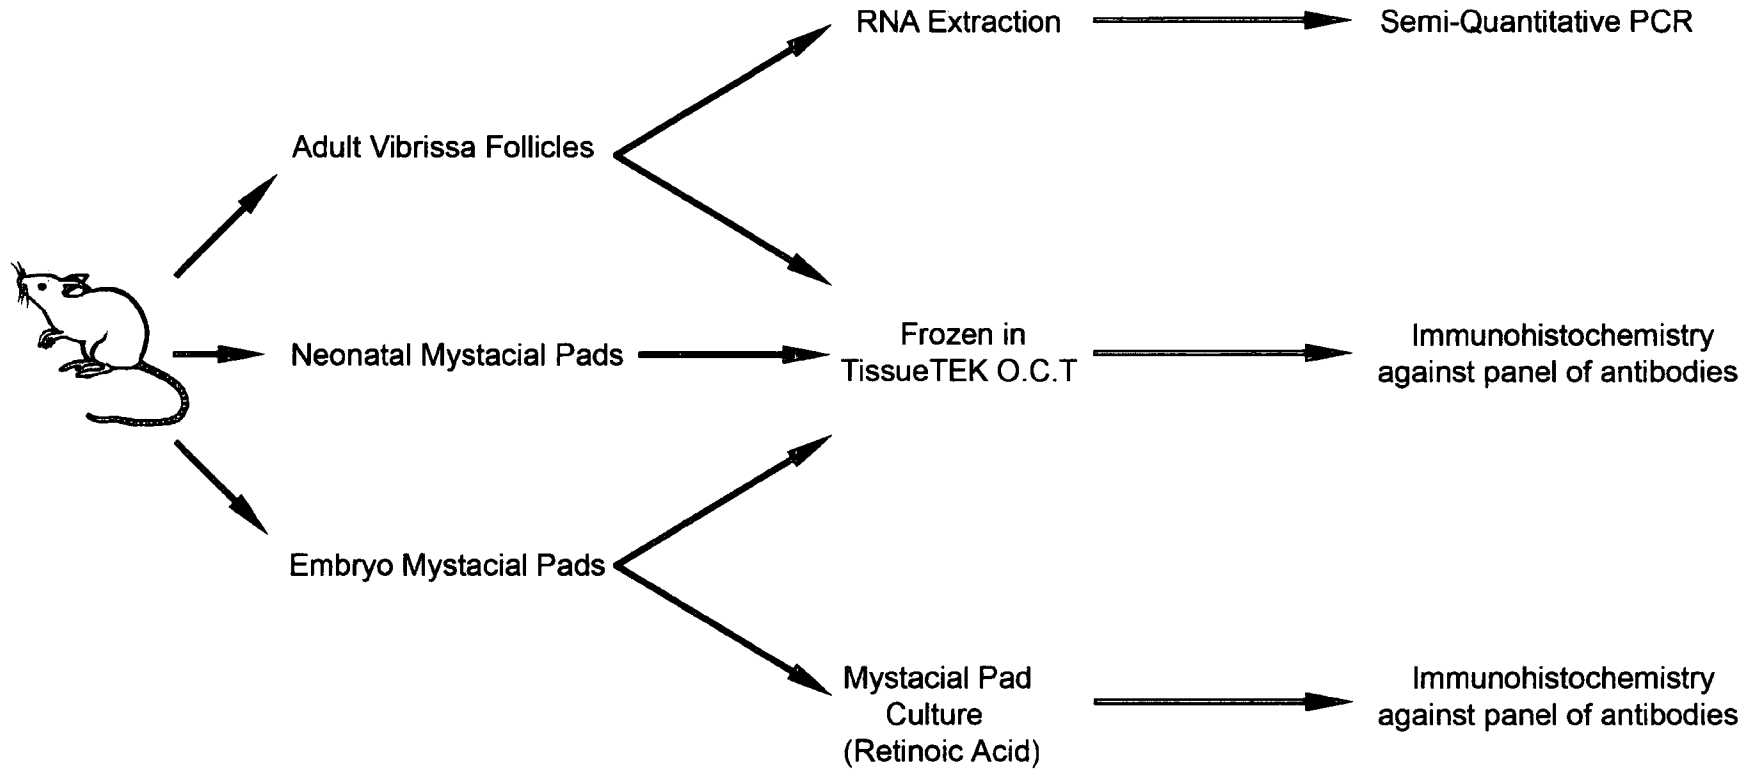 RNA Extraction
Semi-Quantitative PCR
Adult Vibrissa Follicles
Neonatal Mystacial Pads
Frozen in
TissueTEK O.C.T
Immunohistochemistry
against panel of antibodies
Embryo Mystacial Pads
Mystacial Pad
Culture
(Retinoic Acid)
Immunohistochemistry
against panel of antibodies